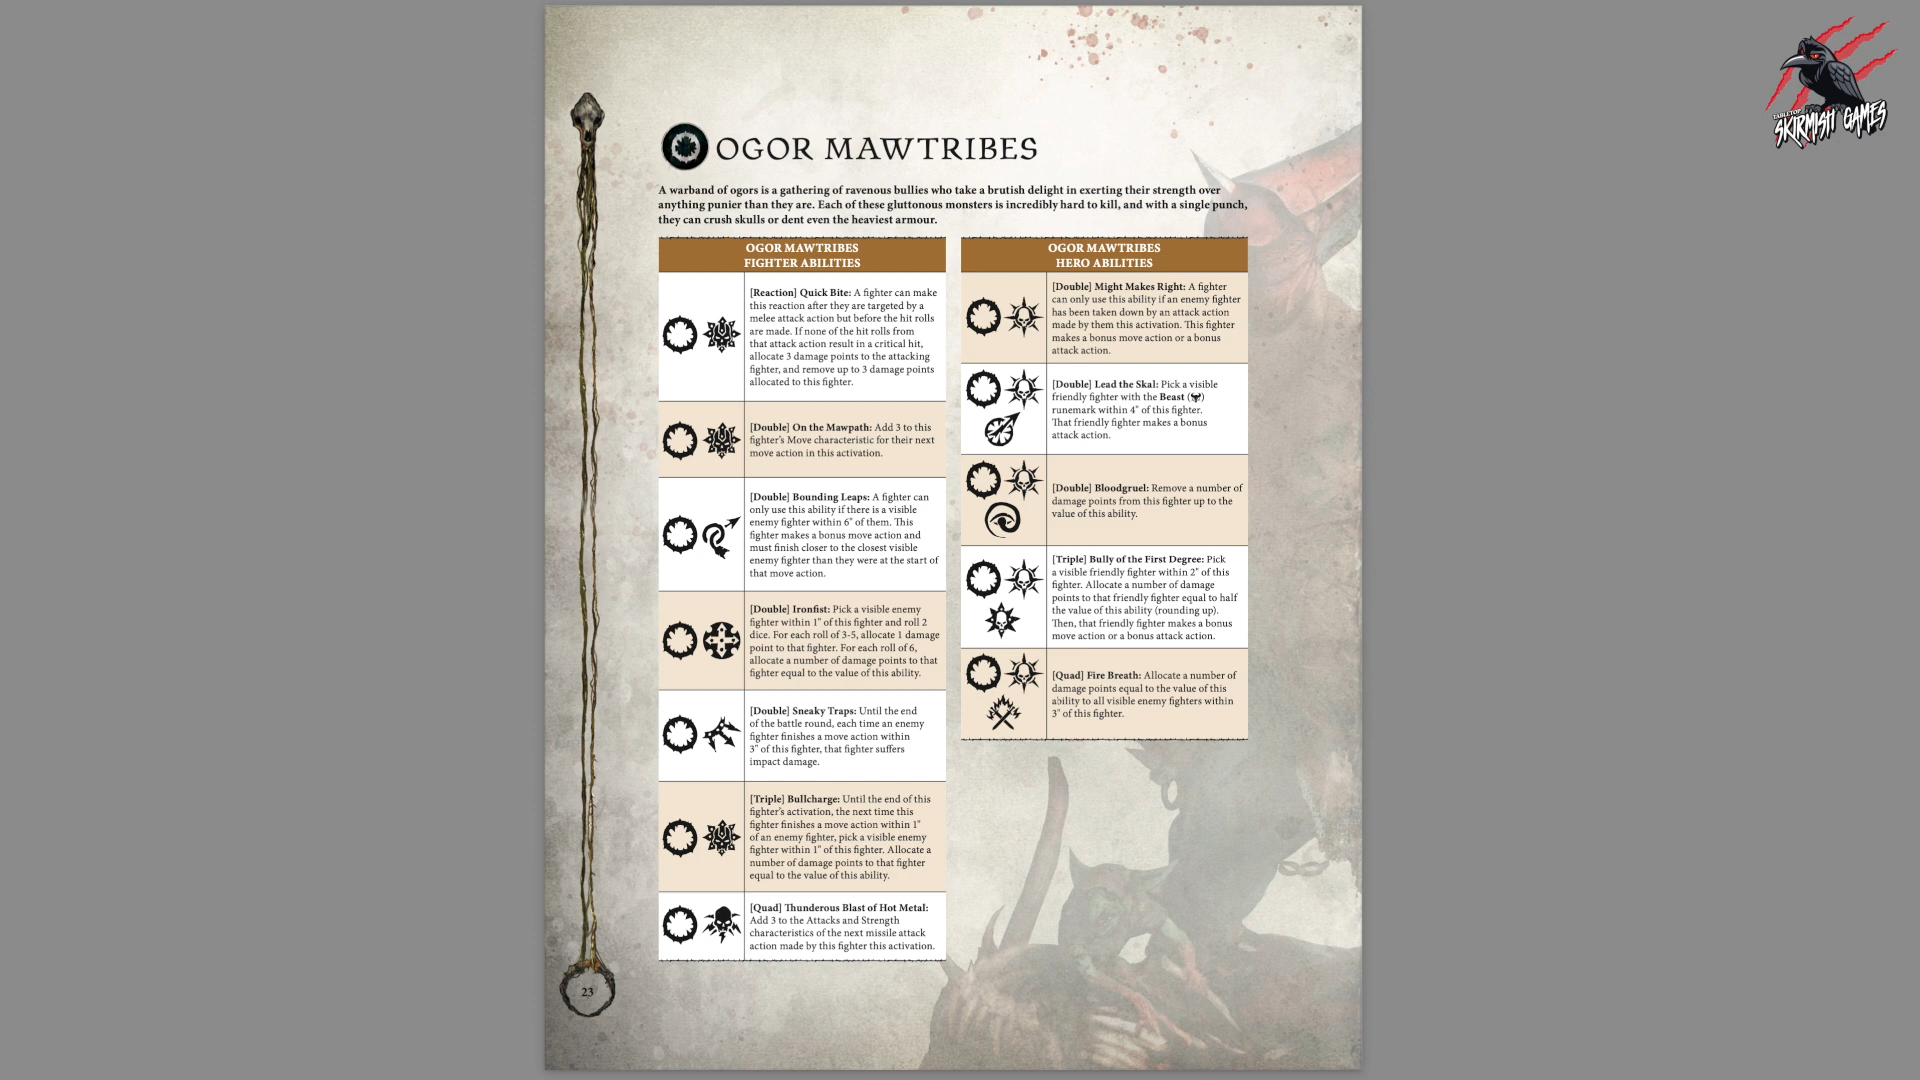 TABLETOP
SKIRMISH GAMES
OGOR MAWTRIBES
A warband of ogors is a gathering of ravenous bullies who take a brutish delight in exerting their strength over
anything punier than they are. Each of these gluttonous monsters is incredibly hard to kill, and with a single punch,
they can crush skulls or dent even the heaviest armour.
OGOR MAWTRIBES
FIGHTER ABILITIES
[Reaction] Quick Bite: A fighter can make
this reaction after they are targeted by a
melee attack action but before the hit rolls
are made. If none of the hit rolls from
that attack action result in a critical hit,
allocate 3 damage points to the attacking
fighter, and remove up to 3 damage points
allocated to this fighter.
[Double] On the Mawpath: Add 3 to this
fighter's Move characteristic for their next
move action in this activation.
[Double] Bounding Leaps: A fighter can
only use this ability if there is a visible
enemy fighter within 6" of them. This
fighter makes a bonus move action and
must finish closer to the closest visible
enemy fighter than they were at the start of
that move action.
[Double] Ironfist: Pick a visible enemy
fighter within 1" of this fighter and roll 2
dice. For each roll of 3-5, allocate 1 damage
point to that fighter. For each roll of 6,
allocate a number of damage points to that
fighter equal to the value of this ability.
[Double] Sneaky Traps: Until the end
of the battle round, each time an enemy
fighter finishes a move action within
3" of this fighter, that fighter suffers
impact damage.
[Triple] Bullcharge: Until the end of this
fighter's activation, the next time this
fighter finishes a move action within 1"
of an enemy fighter, pick a visible enemy
fighter within 1" of this fighter. Allocate a
number of damage points to that fighter
equal to the value of this ability.
[Quad] Thunderous Blast of Hot Metal:
Add 3 to the Attacks and Strength
characteristics of the next missile attack
action made by this fighter this activation.
OGOR MAWTRIBES
HERO ABILITIES
[Double] Might Makes Right: A fighter
can only use this ability if an enemy fighter
has been taken down by an attack action
made by them this activation. This fighter
makes a bonus move action or a bonus
attack action.
[Double] Lead the Skal: Pick a visible
friendly fighter with the Beast ( )
runemark within 4" of this fighter.
That friendly fighter makes a bonus
attack action.
[Double] Bloodgruel: Remove a number of
damage points from this fighter up to the
value of this ability.
[Triple] Bully of the First Degree: Pick
a visible friendly fighter within 2" of this
fighter. Allocate a number of damage
points to that friendly fighter equal to half
the value of this ability (rounding up).
Then, that friendly fighter makes a bonus
move action or a bonus attack action.
[Quad] Fire Breath: Allocate a number of
damage points equal to the value of this
ability to all visible enemy fighters within
3" of this fighter.
23